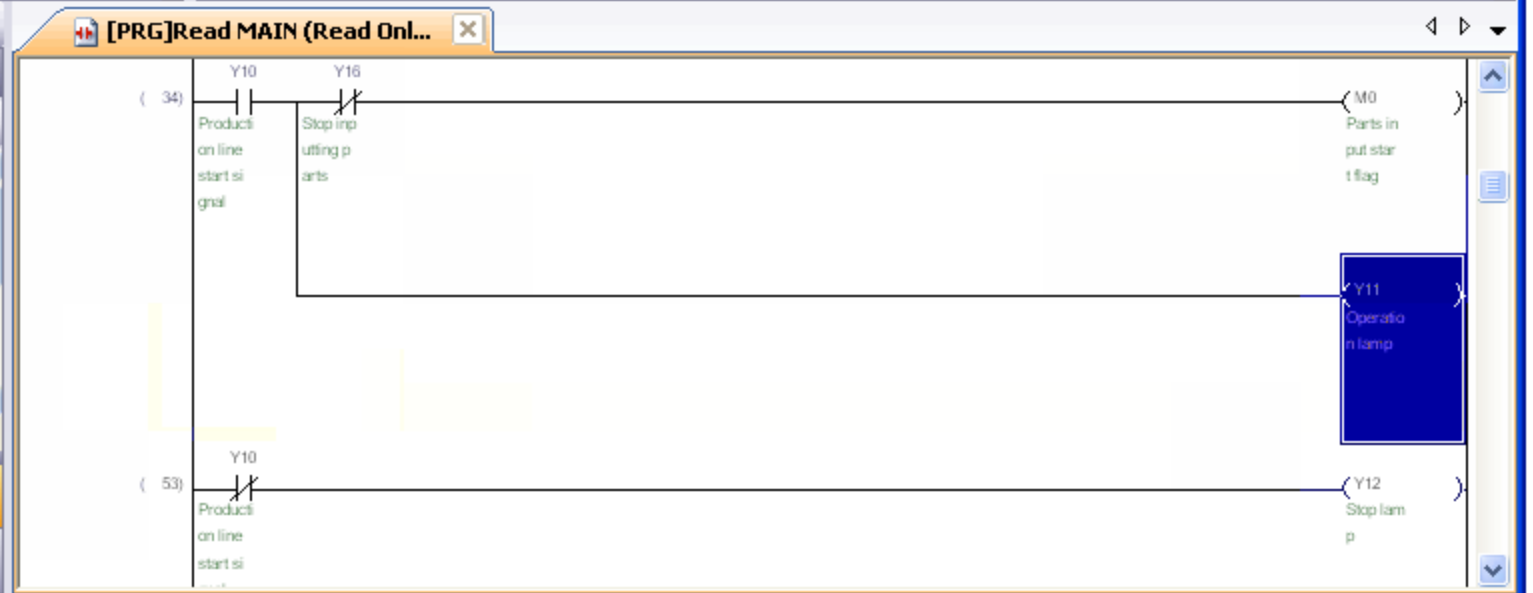 [PRG]Read MAIN (Read Onl...
Y10 Y16
( 34) M0
Producti Stop inp Parts in
on line utting p put star
start si arts t flag
gnal
Y11
Operatio
n lamp
Y10
( 53) Y12
Producti Stop lam
on line p
start si